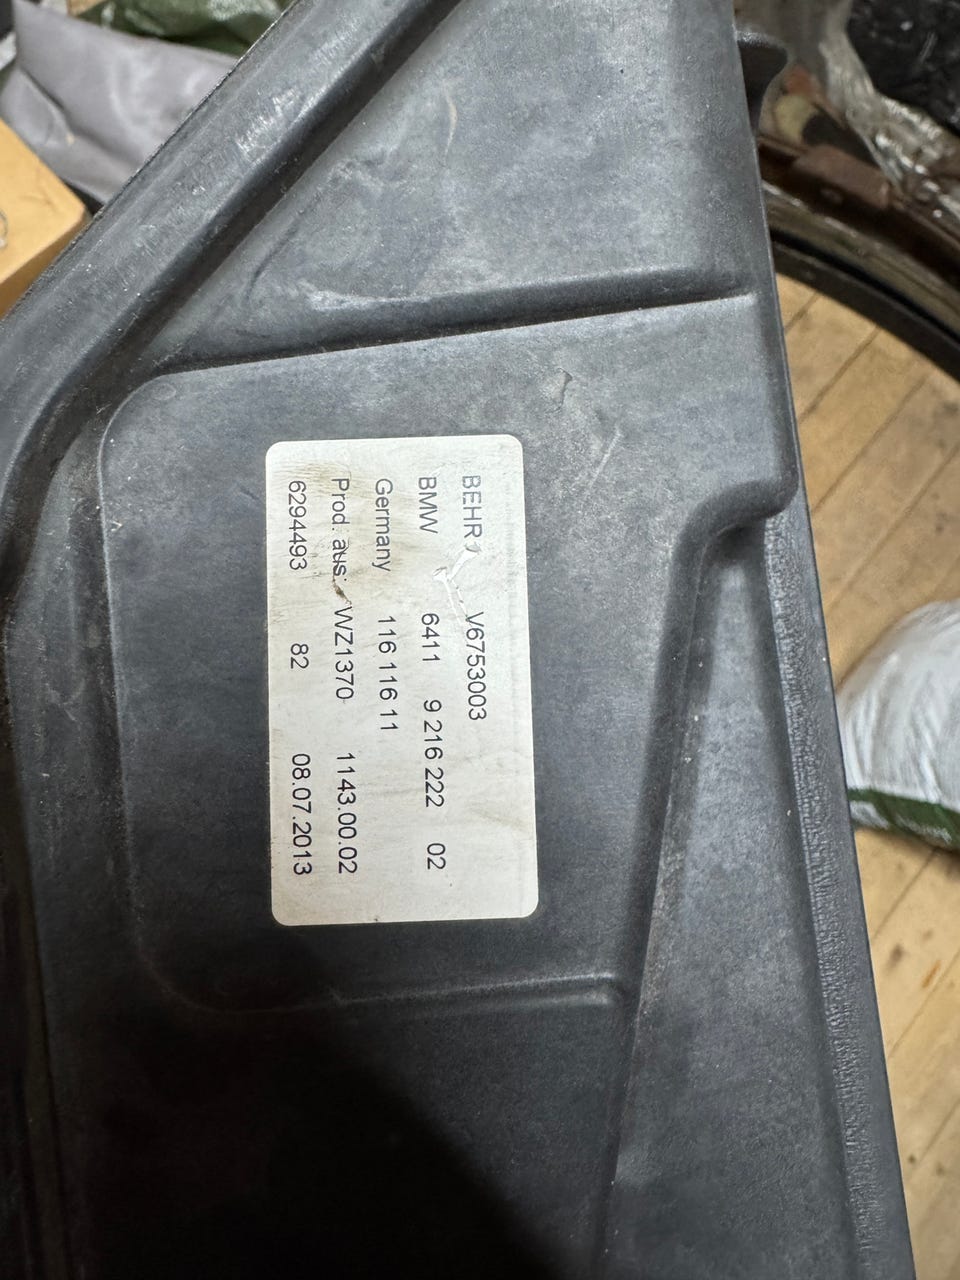 BEHR V6753003
BMW 6411 9 216 222 02
Germany 116 116 11
Prod. aus: WZ1370 1143.00.02
6294493 82 08.07.2013